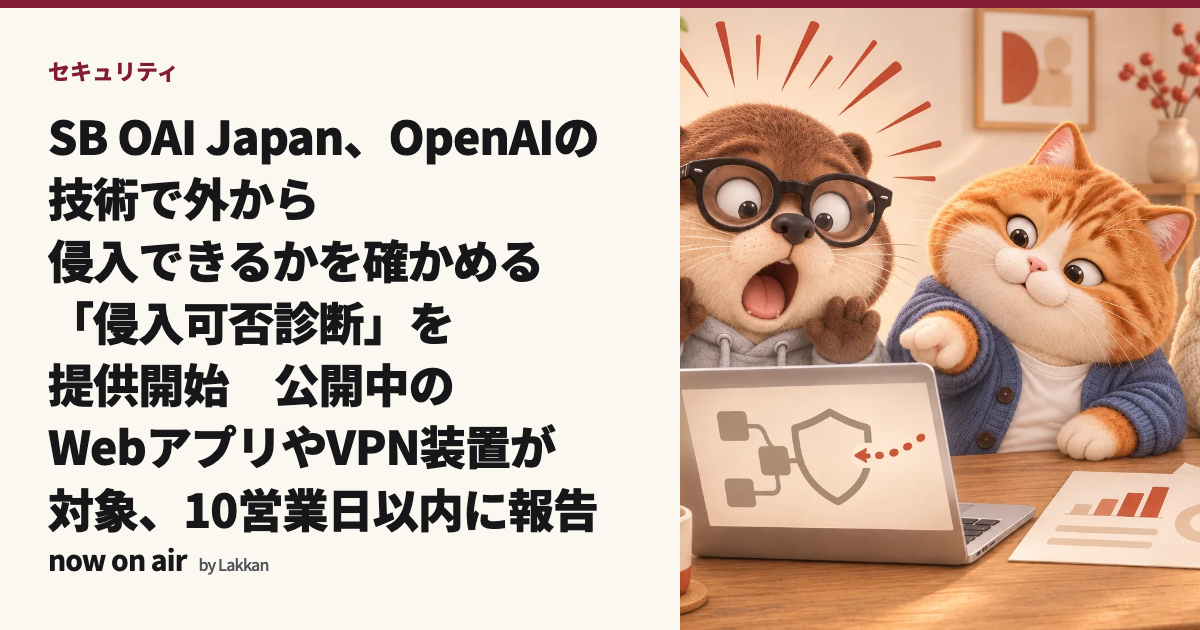 セキュリティ
SB OAI Japan、OpenAIの
技術で外から
侵入できるかを確かめる
「侵入可否診断」を
提供開始　公開中の
WebアプリやVPN装置が
対象、10営業日以内に報告
now on air by Lakkan